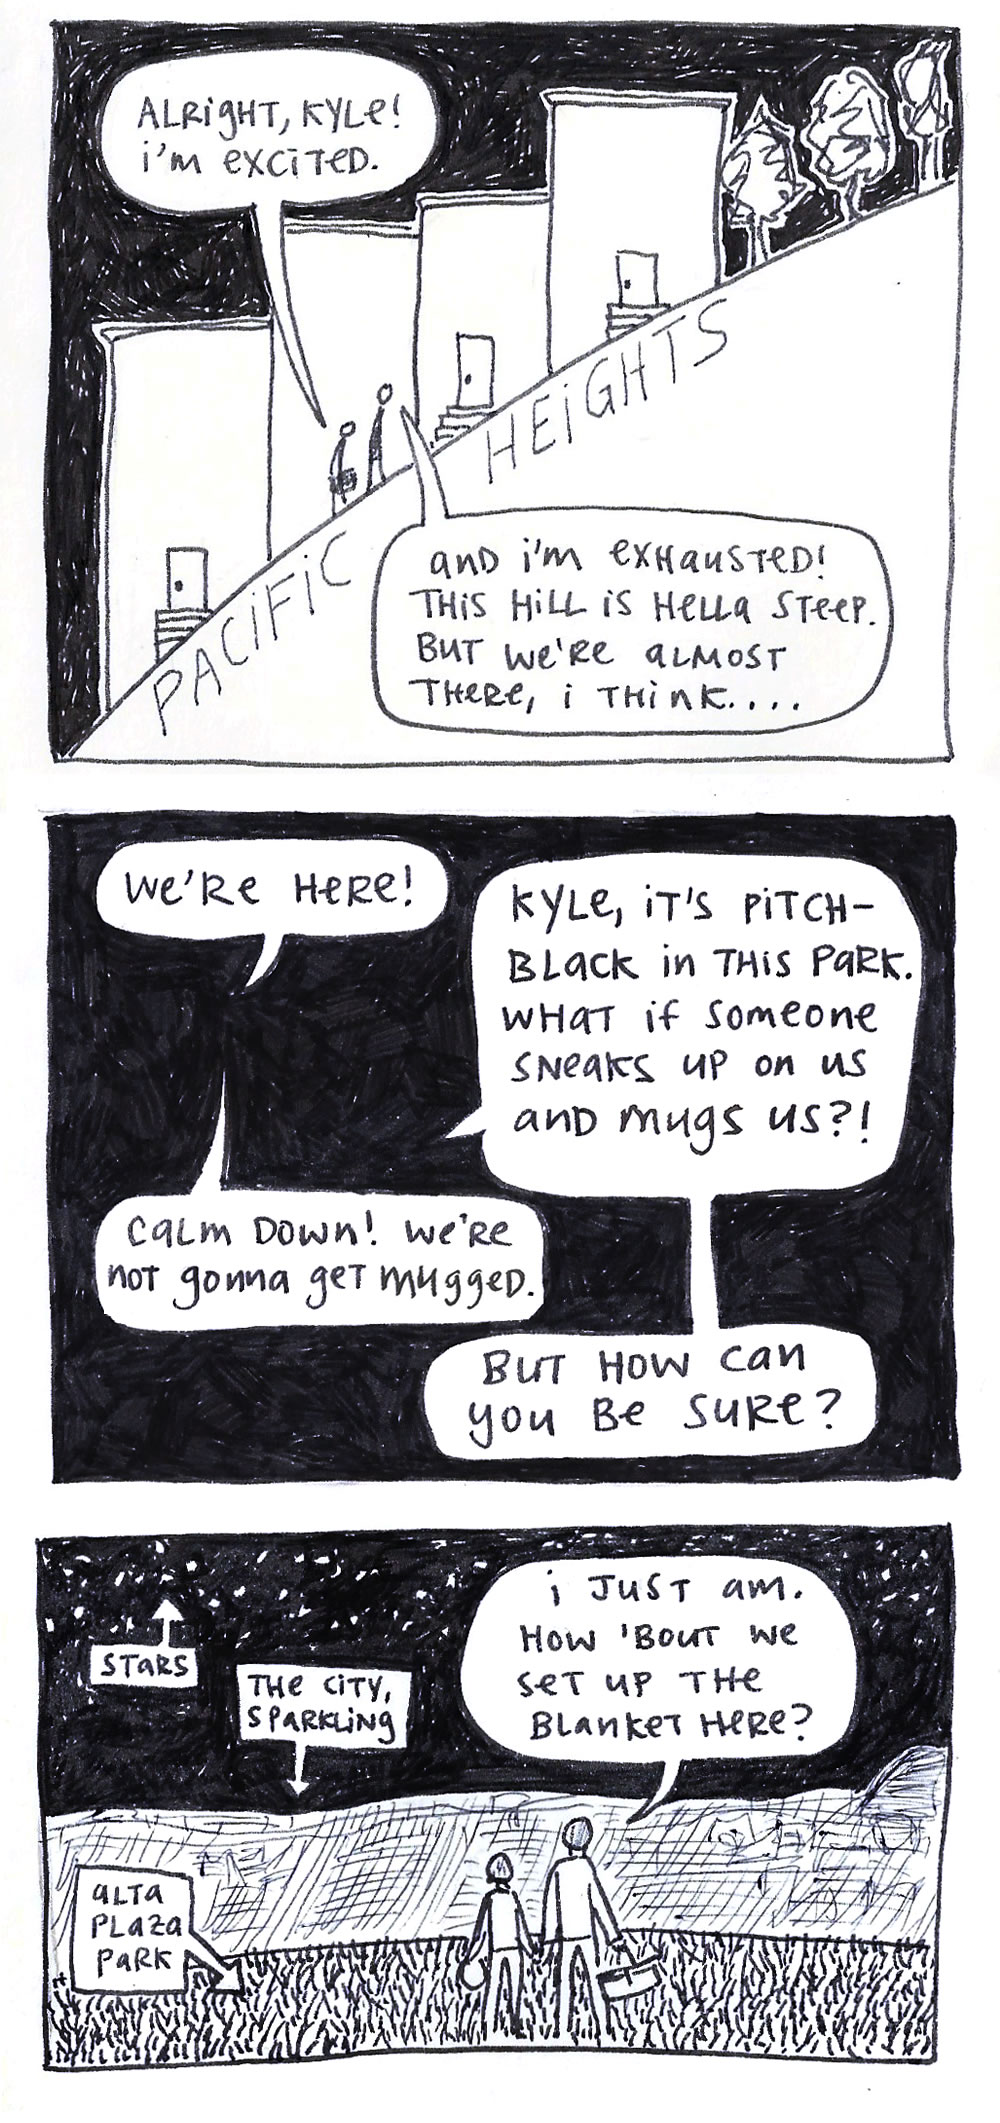 ALRIGHT, KYLE!
I'M EXCITED.
AND I'M EXHAUSTED!
THIS HILL IS HELLA STEEP.
BUT WE'RE ALMOST
THERE, I THINK....
PACIFIC HEIGHTS
WE'RE HERE!
KYLE, IT'S PITCH-
BLACK IN THIS PARK.
WHAT IF SOMEONE
SNEAKS UP ON US
AND MUGS US?!
CALM DOWN! WE'RE
NOT GONNA GET MUGGED.
BUT HOW CAN
YOU BE SURE?
I JUST AM.
HOW 'BOUT WE
SET UP THE
BLANKET HERE?
STARS
THE CITY,
SPARKLING
ALTA
PLAZA
PARK